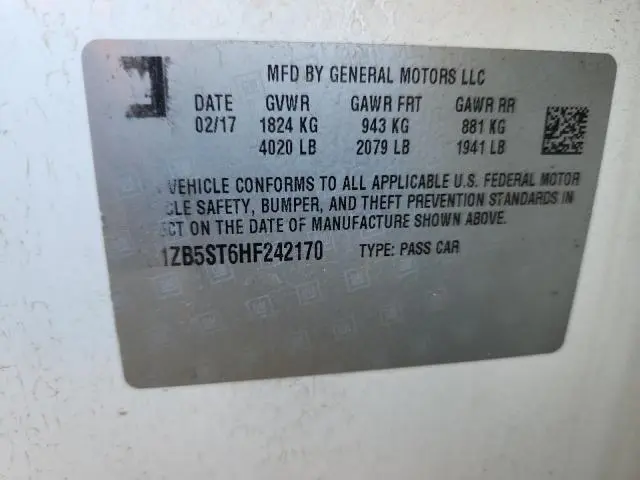 MFD BY GENERAL MOTORS LLC
DATE GVWR GAWR FRT GAWR RR
02/17 1824 KG 943 KG 881 KG
4020 LB 2079 LB 1941 LB
VEHICLE CONFORMS TO ALL APPLICABLE U.S. FEDERAL MOTOR
CLE SAFETY, BUMPER, AND THEFT PREVENTION STANDARDS IN
ECT ON THE DATE OF MANUFACTURE SHOWN ABOVE.
1ZB5ST6HF242170 TYPE: PASS CAR